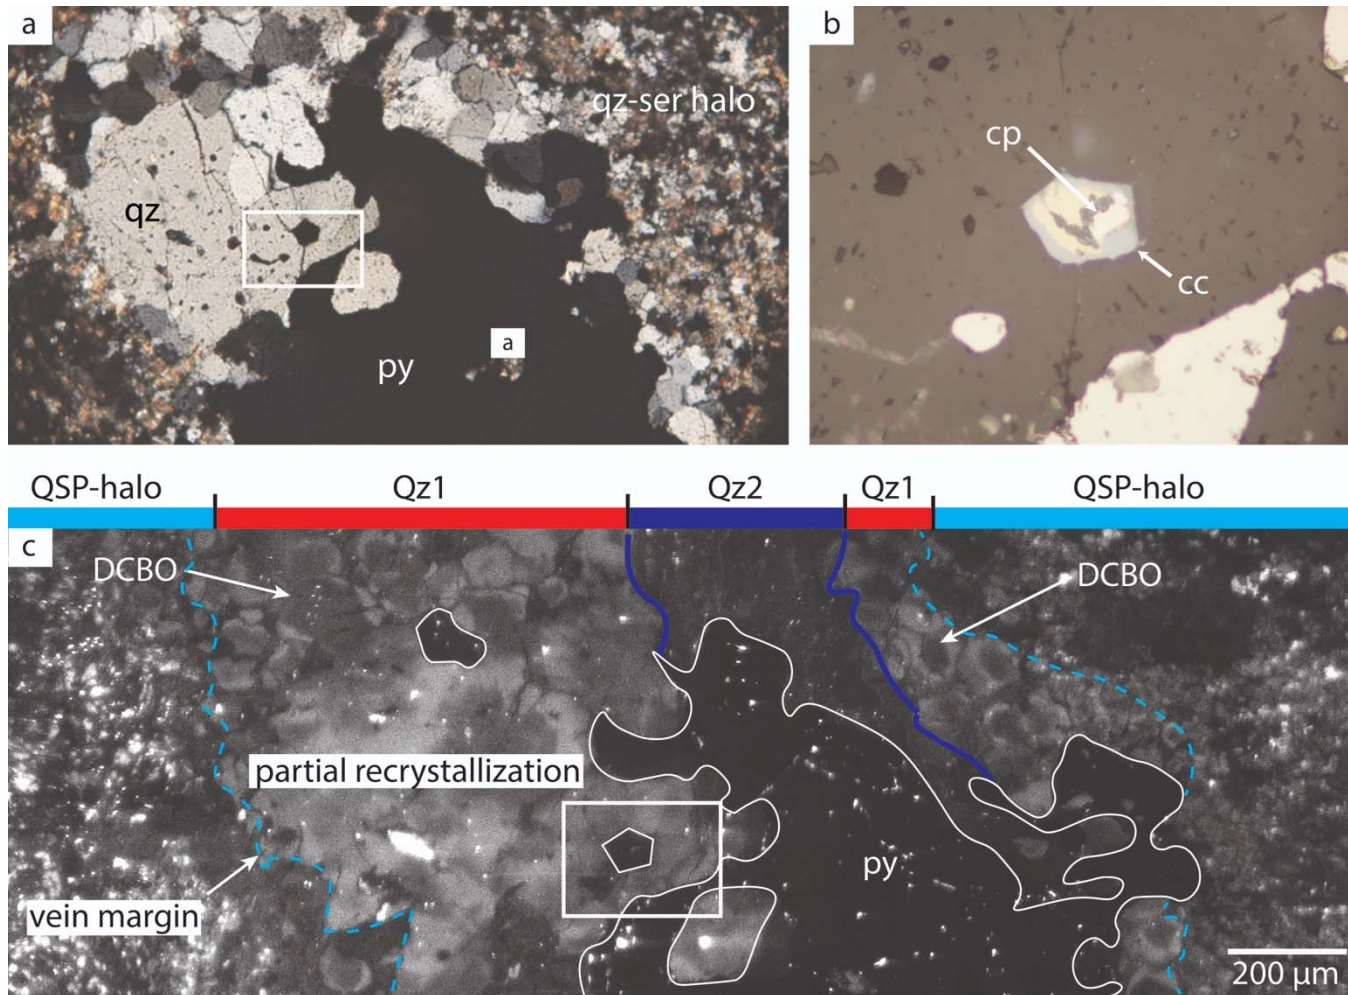 a
b
qz-ser halo
cp
qz
cc
a
py
QSP-halo
Qz1
Qz2
Qz1
QSP-halo
c
DCBO
DCBO
partial recrystallization
py
vein margin
200 μm